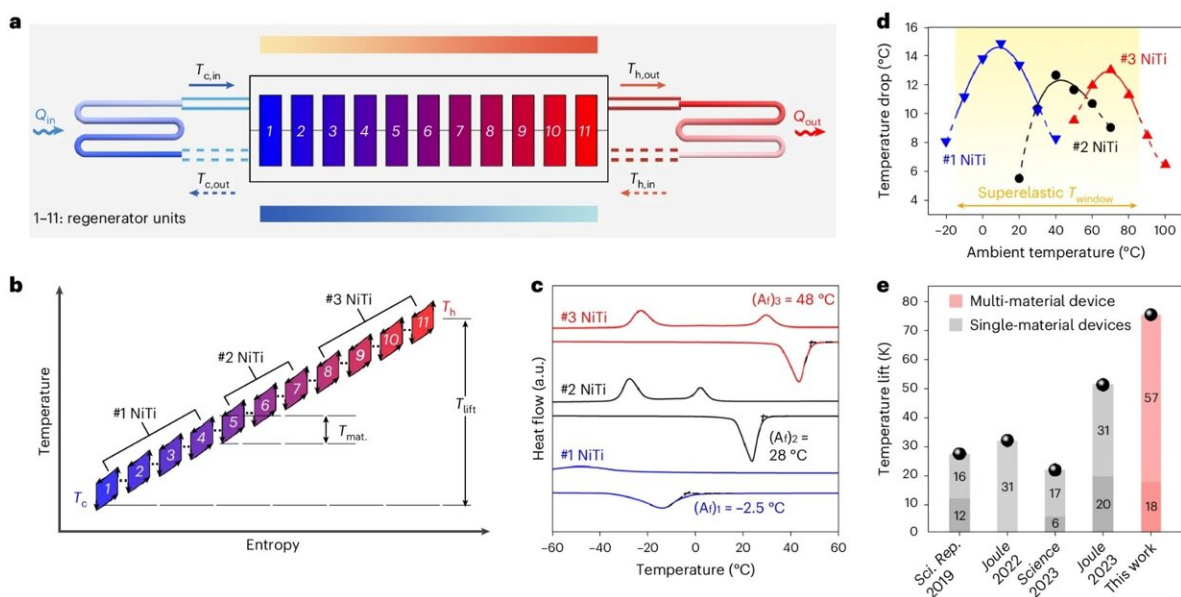 a
T_c,in
T_h,out
Q_in
1 2 3 4 5 6 7 8 9 10 11
Q_out
T_c,out
T_h,in
1–11: regenerator units
b
Temperature
#3 NiTi
T_h
#2 NiTi
#1 NiTi
T_lift
T_mat.
T_c
1 2 3 4 5 6 7 8 9 10 11
Entropy
c
Heat flow (a.u.)
(A_f)_3 = 48 °C
#3 NiTi
#2 NiTi
(A_f)_2 =
28 °C
#1 NiTi
(A_f)_1 = –2.5 °C
–60 –40 –20 0 20 40 60
Temperature (°C)
d
Temperature drop (°C)
16
14
12
10
8
6
4
#3 NiTi
#1 NiTi
#2 NiTi
Superelastic T_window
–20 0 20 40 60 80 100
Ambient temperature (°C)
e
Temperature lift (K)
80
70
60
50
40
30
20
10
0
Multi-material device
Single-material devices
16
12
31
17
6
31
20
57
18
Sci. Rep.
2019
Joule
2022
Science
2023
Joule
2023
This work